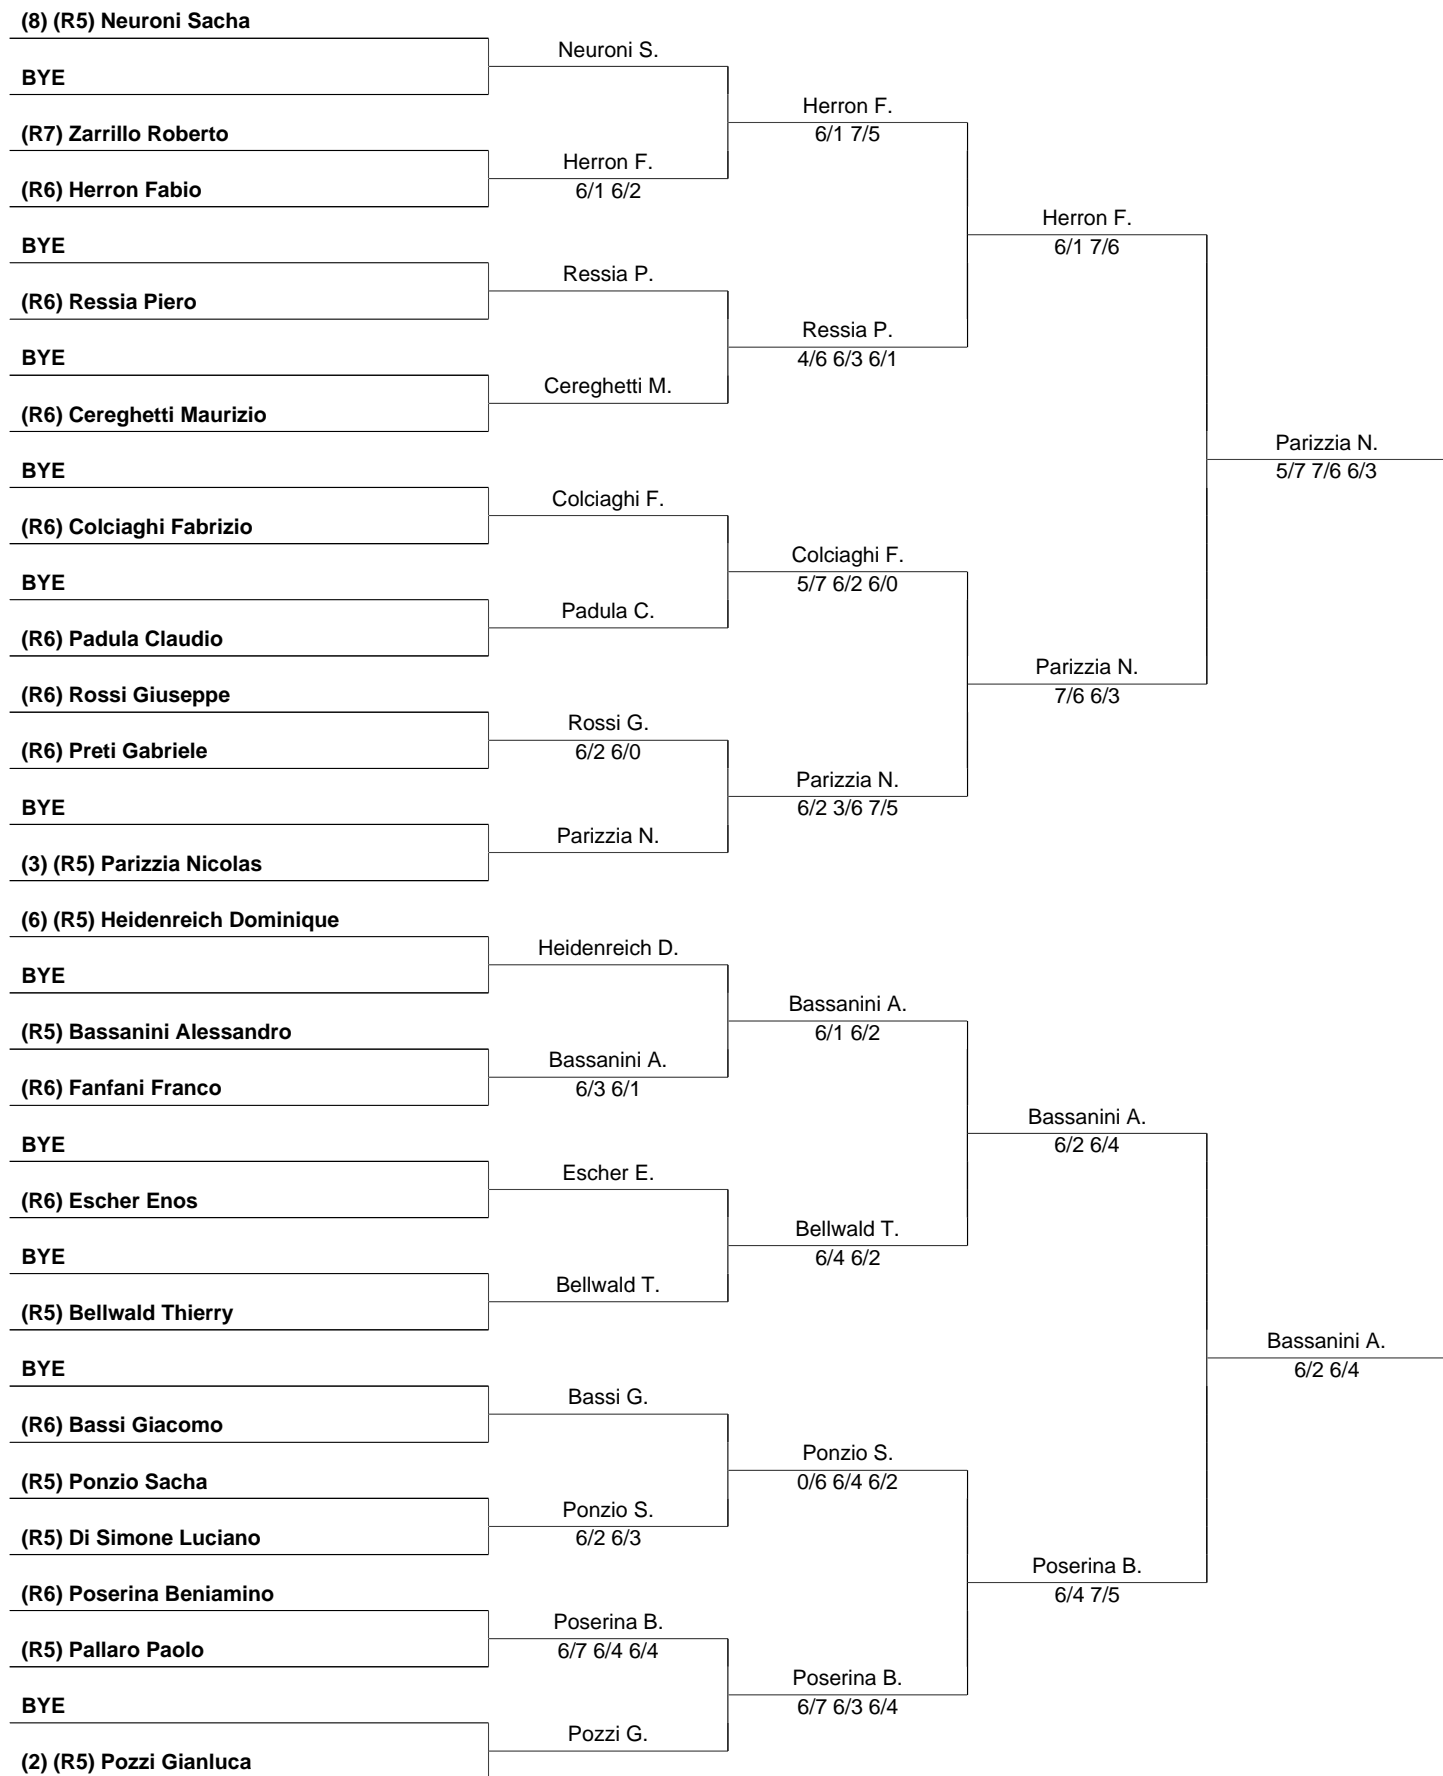 (8) (R5) Neuroni Sacha
Neuroni S.
BYE
Herron F.
(R7) Zarrillo Roberto
6/1 7/5
Herron F.
(R6) Herron Fabio
6/1 6/2
Herron F.
BYE
6/1 7/6
Ressia P.
(R6) Ressia Piero
Ressia P.
BYE
4/6 6/3 6/1
Cereghetti M.
(R6) Cereghetti Maurizio
Parizzia N.
BYE
5/7 7/6 6/3
Colciaghi F.
(R6) Colciaghi Fabrizio
Colciaghi F.
BYE
5/7 6/2 6/0
Padula C.
(R6) Padula Claudio
Parizzia N.
(R6) Rossi Giuseppe
7/6 6/3
Rossi G.
(R6) Preti Gabriele
6/2 6/0
Parizzia N.
BYE
6/2 3/6 7/5
Parizzia N.
(3) (R5) Parizzia Nicolas
(6) (R5) Heidenreich Dominique
Heidenreich D.
BYE
Bassanini A.
(R5) Bassanini Alessandro
6/1 6/2
Bassanini A.
(R6) Fanfani Franco
6/3 6/1
Bassanini A.
BYE
6/2 6/4
Escher E.
(R6) Escher Enos
Bellwald T.
BYE
6/4 6/2
Bellwald T.
(R5) Bellwald Thierry
Bassanini A.
BYE
6/2 6/4
Bassi G.
(R6) Bassi Giacomo
Ponzio S.
(R5) Ponzio Sacha
0/6 6/4 6/2
Ponzio S.
(R5) Di Simone Luciano
6/2 6/3
Poserina B.
(R6) Poserina Beniamino
6/4 7/5
Poserina B.
(R5) Pallaro Paolo
6/7 6/4 6/4
Poserina B.
BYE
6/7 6/3 6/4
Pozzi G.
(2) (R5) Pozzi Gianluca